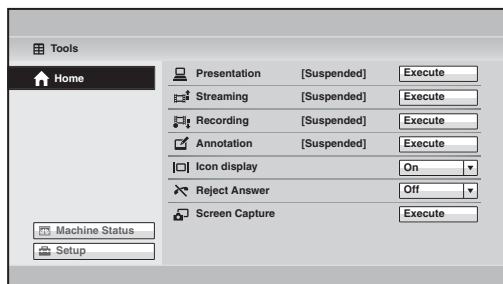 Tools
Home
Presentation [Suspended] Execute
Streaming [Suspended] Execute
Recording [Suspended] Execute
Annotation [Suspended] Execute
Icon display On
Reject Answer Off
Screen Capture Execute
Machine Status
Setup